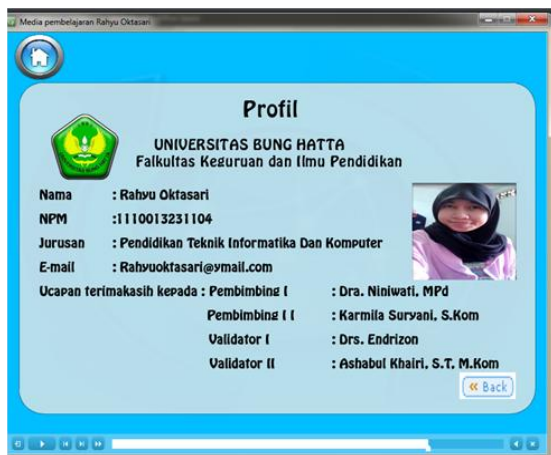 Media pembelajaran Rahyu Oktasari
Profil
UNIVERSITAS BUNG HATTA
Falkultas Keguruan dan Ilmu Pendidikan
Nama : Rahyu Oktasari
NPM :1110013231104
Jurusan : Pendidikan Teknik Informatika Dan Komputer
E-mail : Rahyuoktasari@ymail.com
Ucapan terimakasih kepada : Pembimbing I : Dra. Niniwati, MPd
Pembimbing I I : Karmila Suryani, S.Kom
Validator I : Drs. Endrizon
Validator II : Ashabul Khairi, S.T, M.Kom
« Back